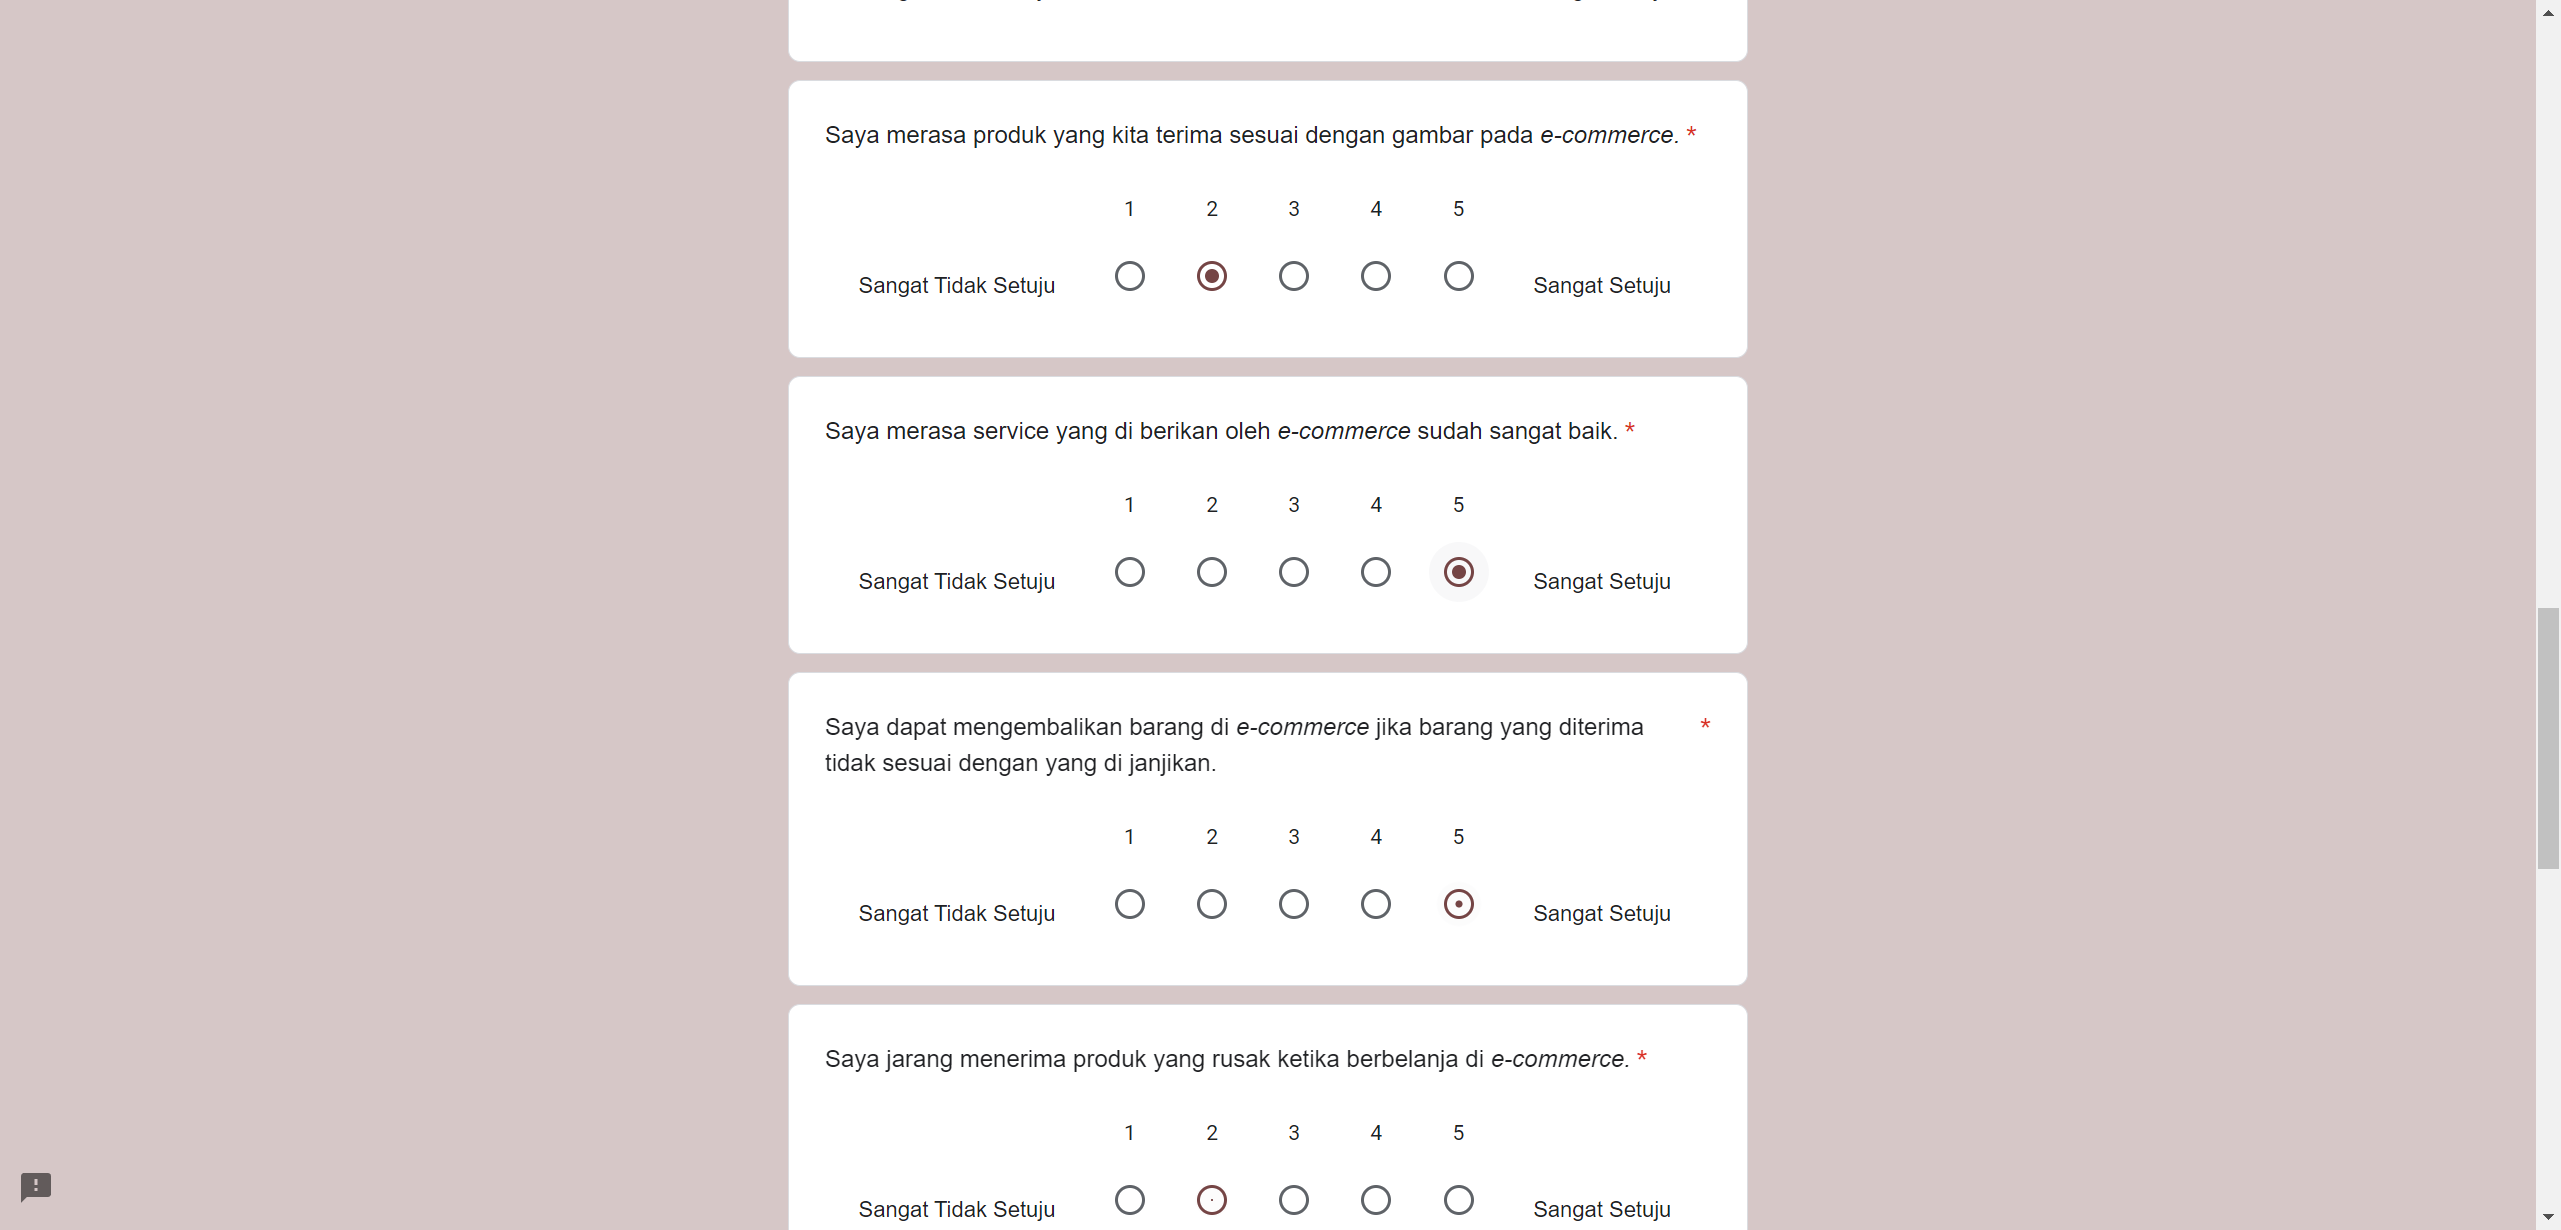 Saya merasa produk yang kita terima sesuai dengan gambar pada e-commerce. *
1 2 3 4 5
Sangat Tidak Setuju Sangat Setuju
Saya merasa service yang di berikan oleh e-commerce sudah sangat baik. *
1 2 3 4 5
Sangat Tidak Setuju Sangat Setuju
Saya dapat mengembalikan barang di e-commerce jika barang yang diterima *
tidak sesuai dengan yang di janjikan.
1 2 3 4 5
Sangat Tidak Setuju Sangat Setuju
Saya jarang menerima produk yang rusak ketika berbelanja di e-commerce. *
1 2 3 4 5
Sangat Tidak Setuju Sangat Setuju